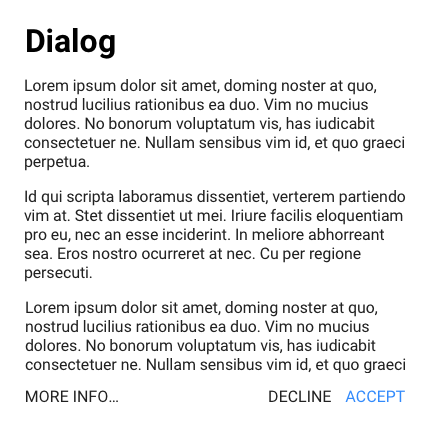 Dialog
Lorem ipsum dolor sit amet, doming noster at quo,
nostrud lucilius rationibus ea duo. Vim no mucius
dolores. No bonorum voluptatum vis, has iudicabit
consectetuer ne. Nullam sensibus vim id, et quo graeci
perpetua.
Id qui scripta laboramus dissentiet, verterem partiendo
vim at. Stet dissentiet ut mei. Iriure facilis eloquentiam
pro eu, nec an esse inciderint. In meliore abhorreant
sea. Eros nostro ocurreret at nec. Cu per regione
persecuti.
Lorem ipsum dolor sit amet, doming noster at quo,
nostrud lucilius rationibus ea duo. Vim no mucius
dolores. No bonorum voluptatum vis, has iudicabit
consectetuer ne. Nullam sensibus vim id, et quo graeci
MORE INFO… DECLINE ACCEPT